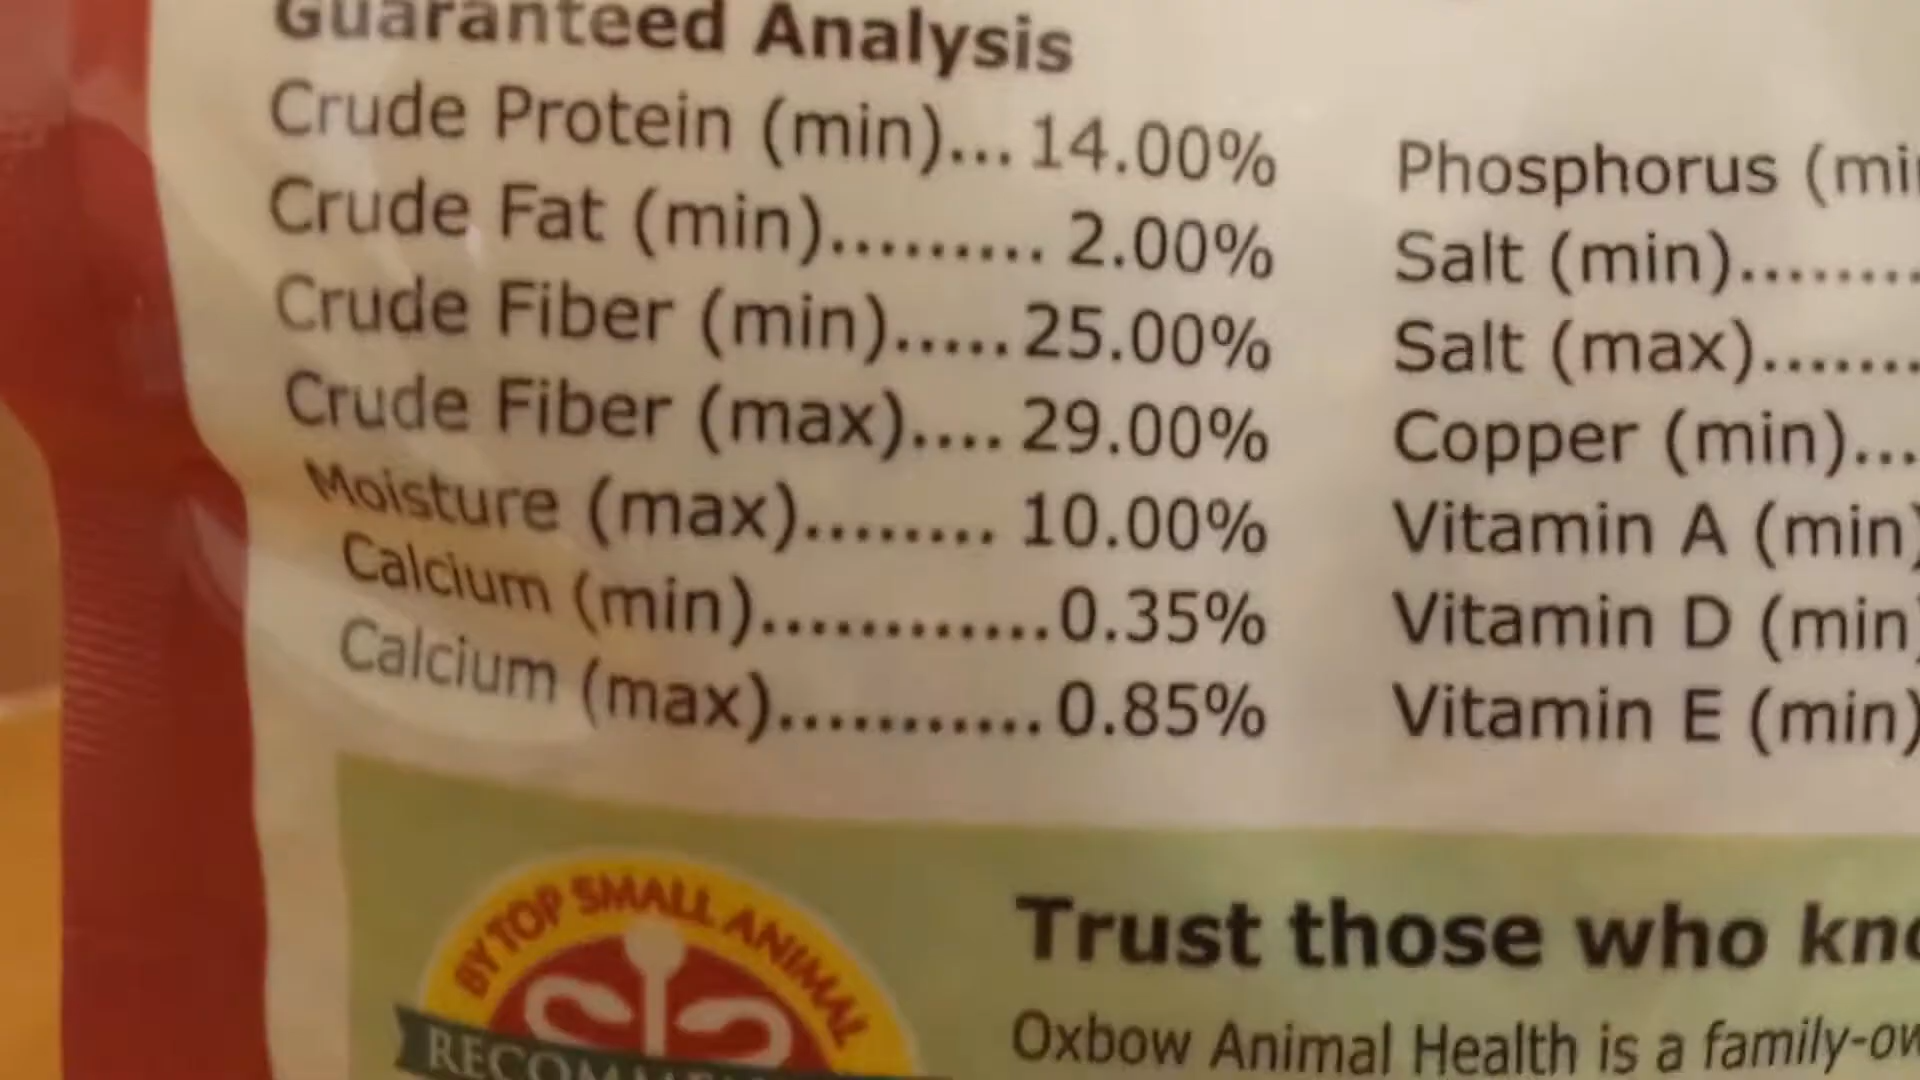 Guaranteed Analysis
Crude Protein (min)...14.00%
Crude Fat (min)......... 2.00%
Crude Fiber (min).....25.00%
Crude Fiber (max).... 29.00%
Moisture (max)........ 10.00%
Calcium (min)............0.35%
Calcium (max)...........0.85%
Phosphorus (mi
Salt (min).......
Salt (max).......
Copper (min)...
Vitamin A (min)
Vitamin D (min)
Vitamin E (min)
BY TOP SMALL ANIMAL
Trust those who
Oxbow Animal Health is a family-